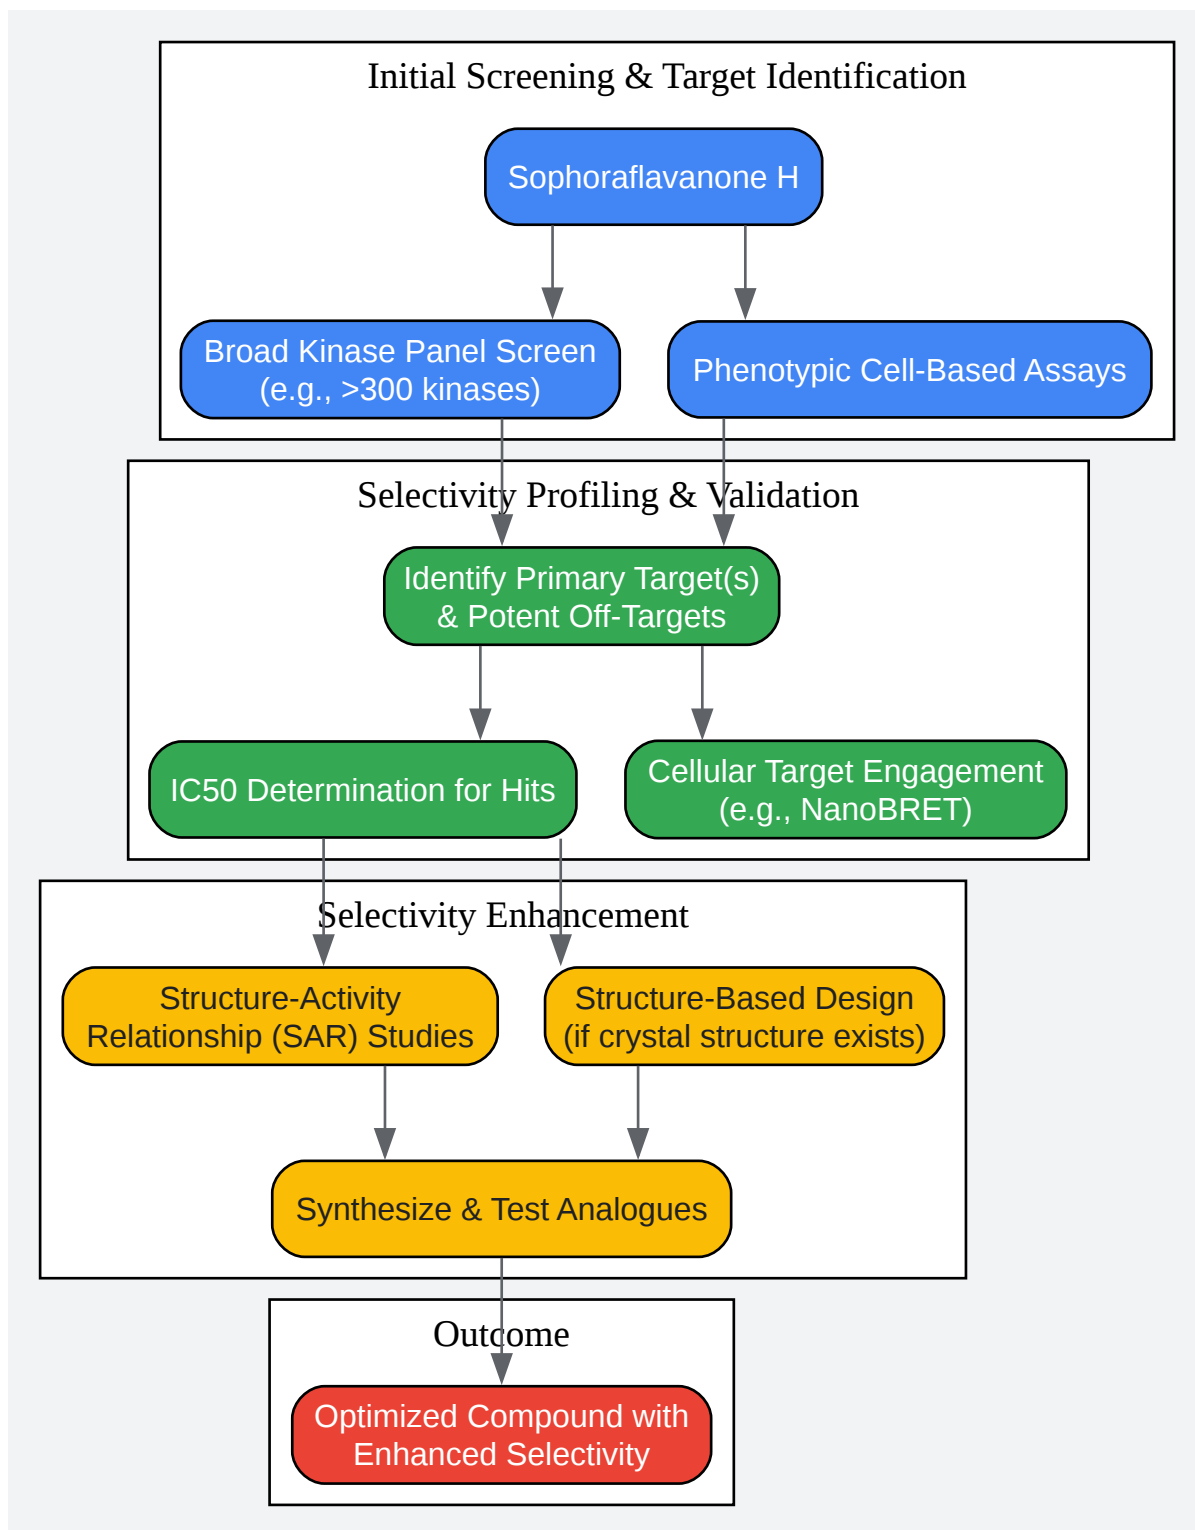 Initial Screening & Target Identification
Sophoraflavanone H
Broad Kinase Panel Screen
(e.g., >300 kinases)
Phenotypic Cell-Based Assays
Selectivity Profiling & Validation
Identify Primary Target(s)
& Potent Off-Targets
IC50 Determination for Hits
Cellular Target Engagement
(e.g., NanoBRET)
Selectivity Enhancement
Structure-Activity
Relationship (SAR) Studies
Structure-Based Design
(if crystal structure exists)
Synthesize & Test Analogues
Outcome
Optimized Compound with
Enhanced Selectivity